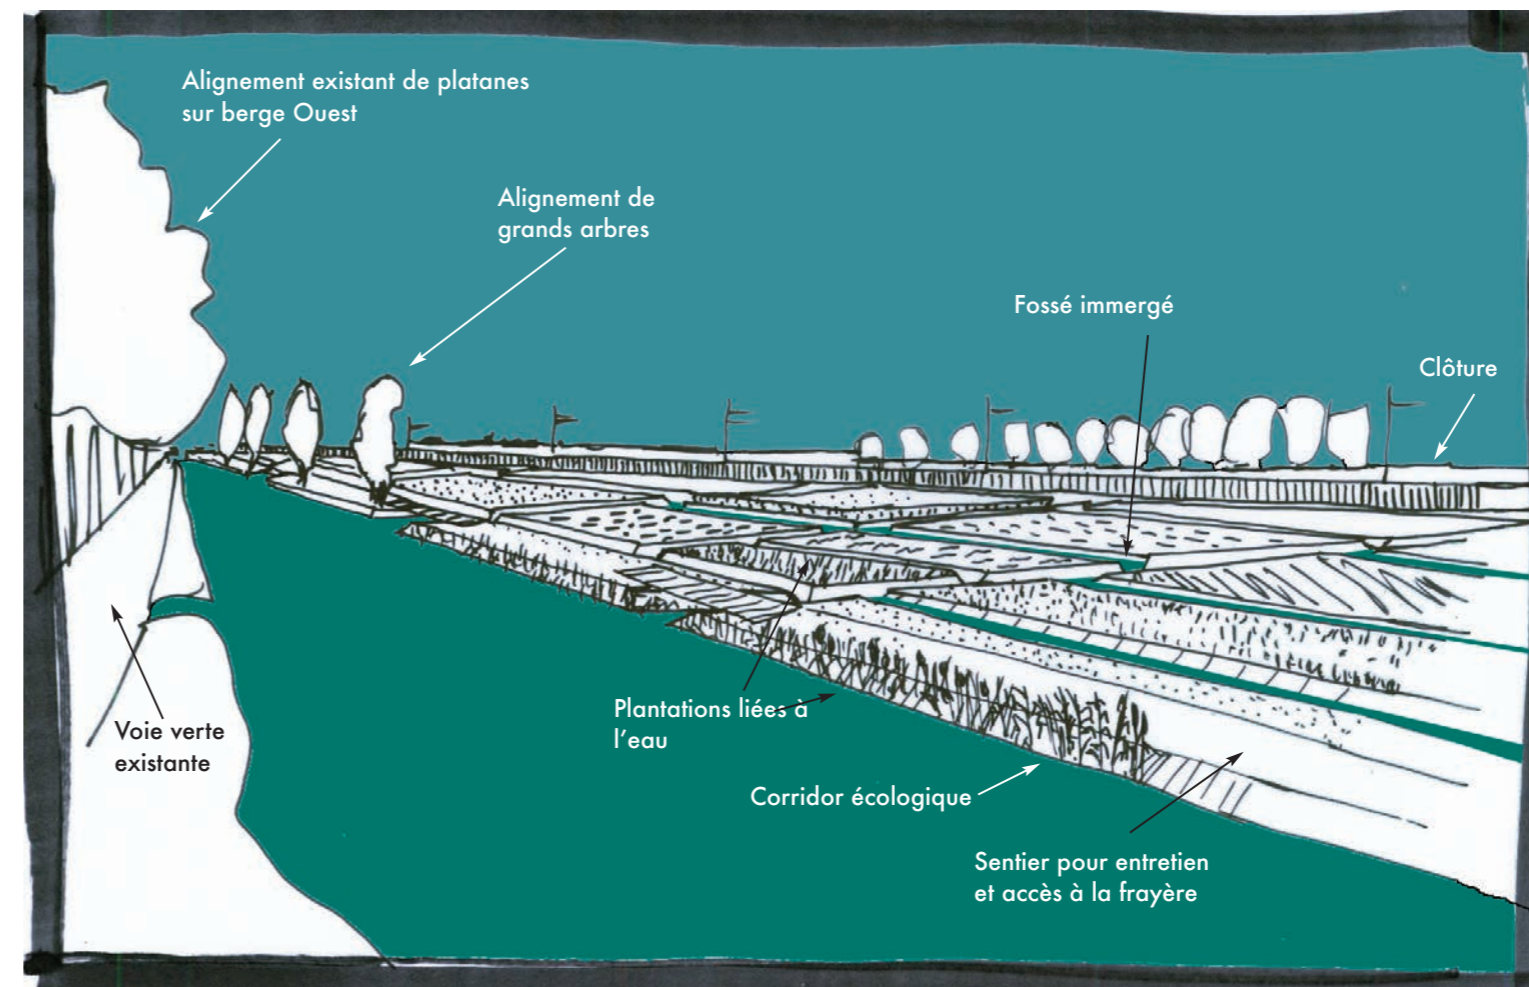 Alignement existant de platanes
sur berge Ouest
Alignement de
grands arbres
Fossé immergé
Clôture
Plantations liées à
l'eau
Voie verte
existante
Corridor écologique
Sentier pour entretien
et accès à la frayère